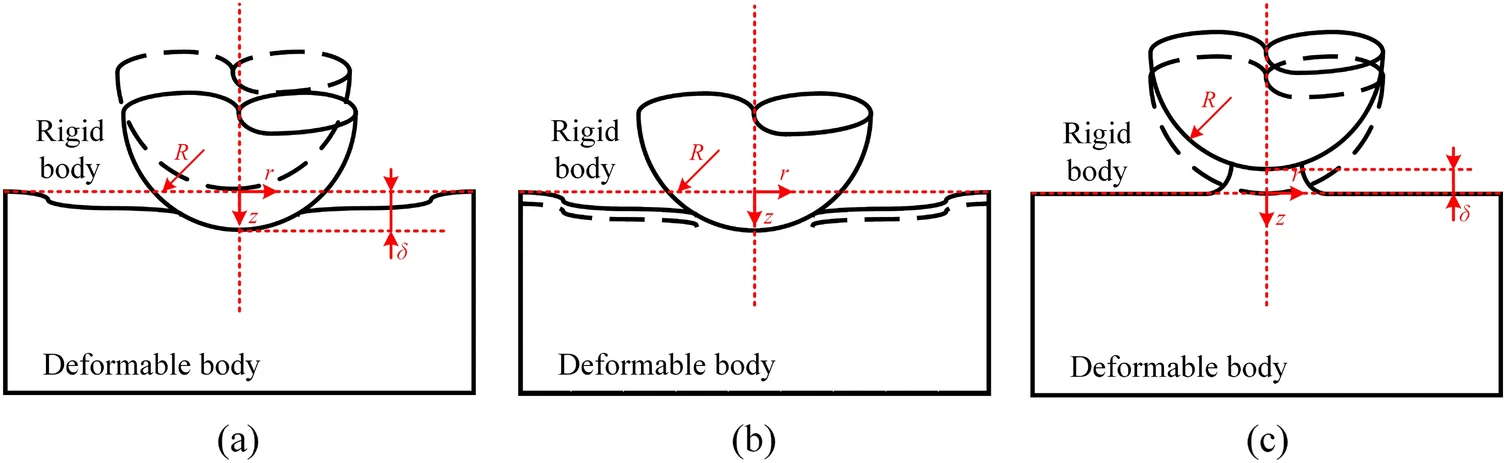 Rigid
body
R
r
z
δ
Deformable body
(a)
Rigid
body
R
r
z
Deformable body
(b)
Rigid
body
R
r
z
δ
Deformable body
(c)